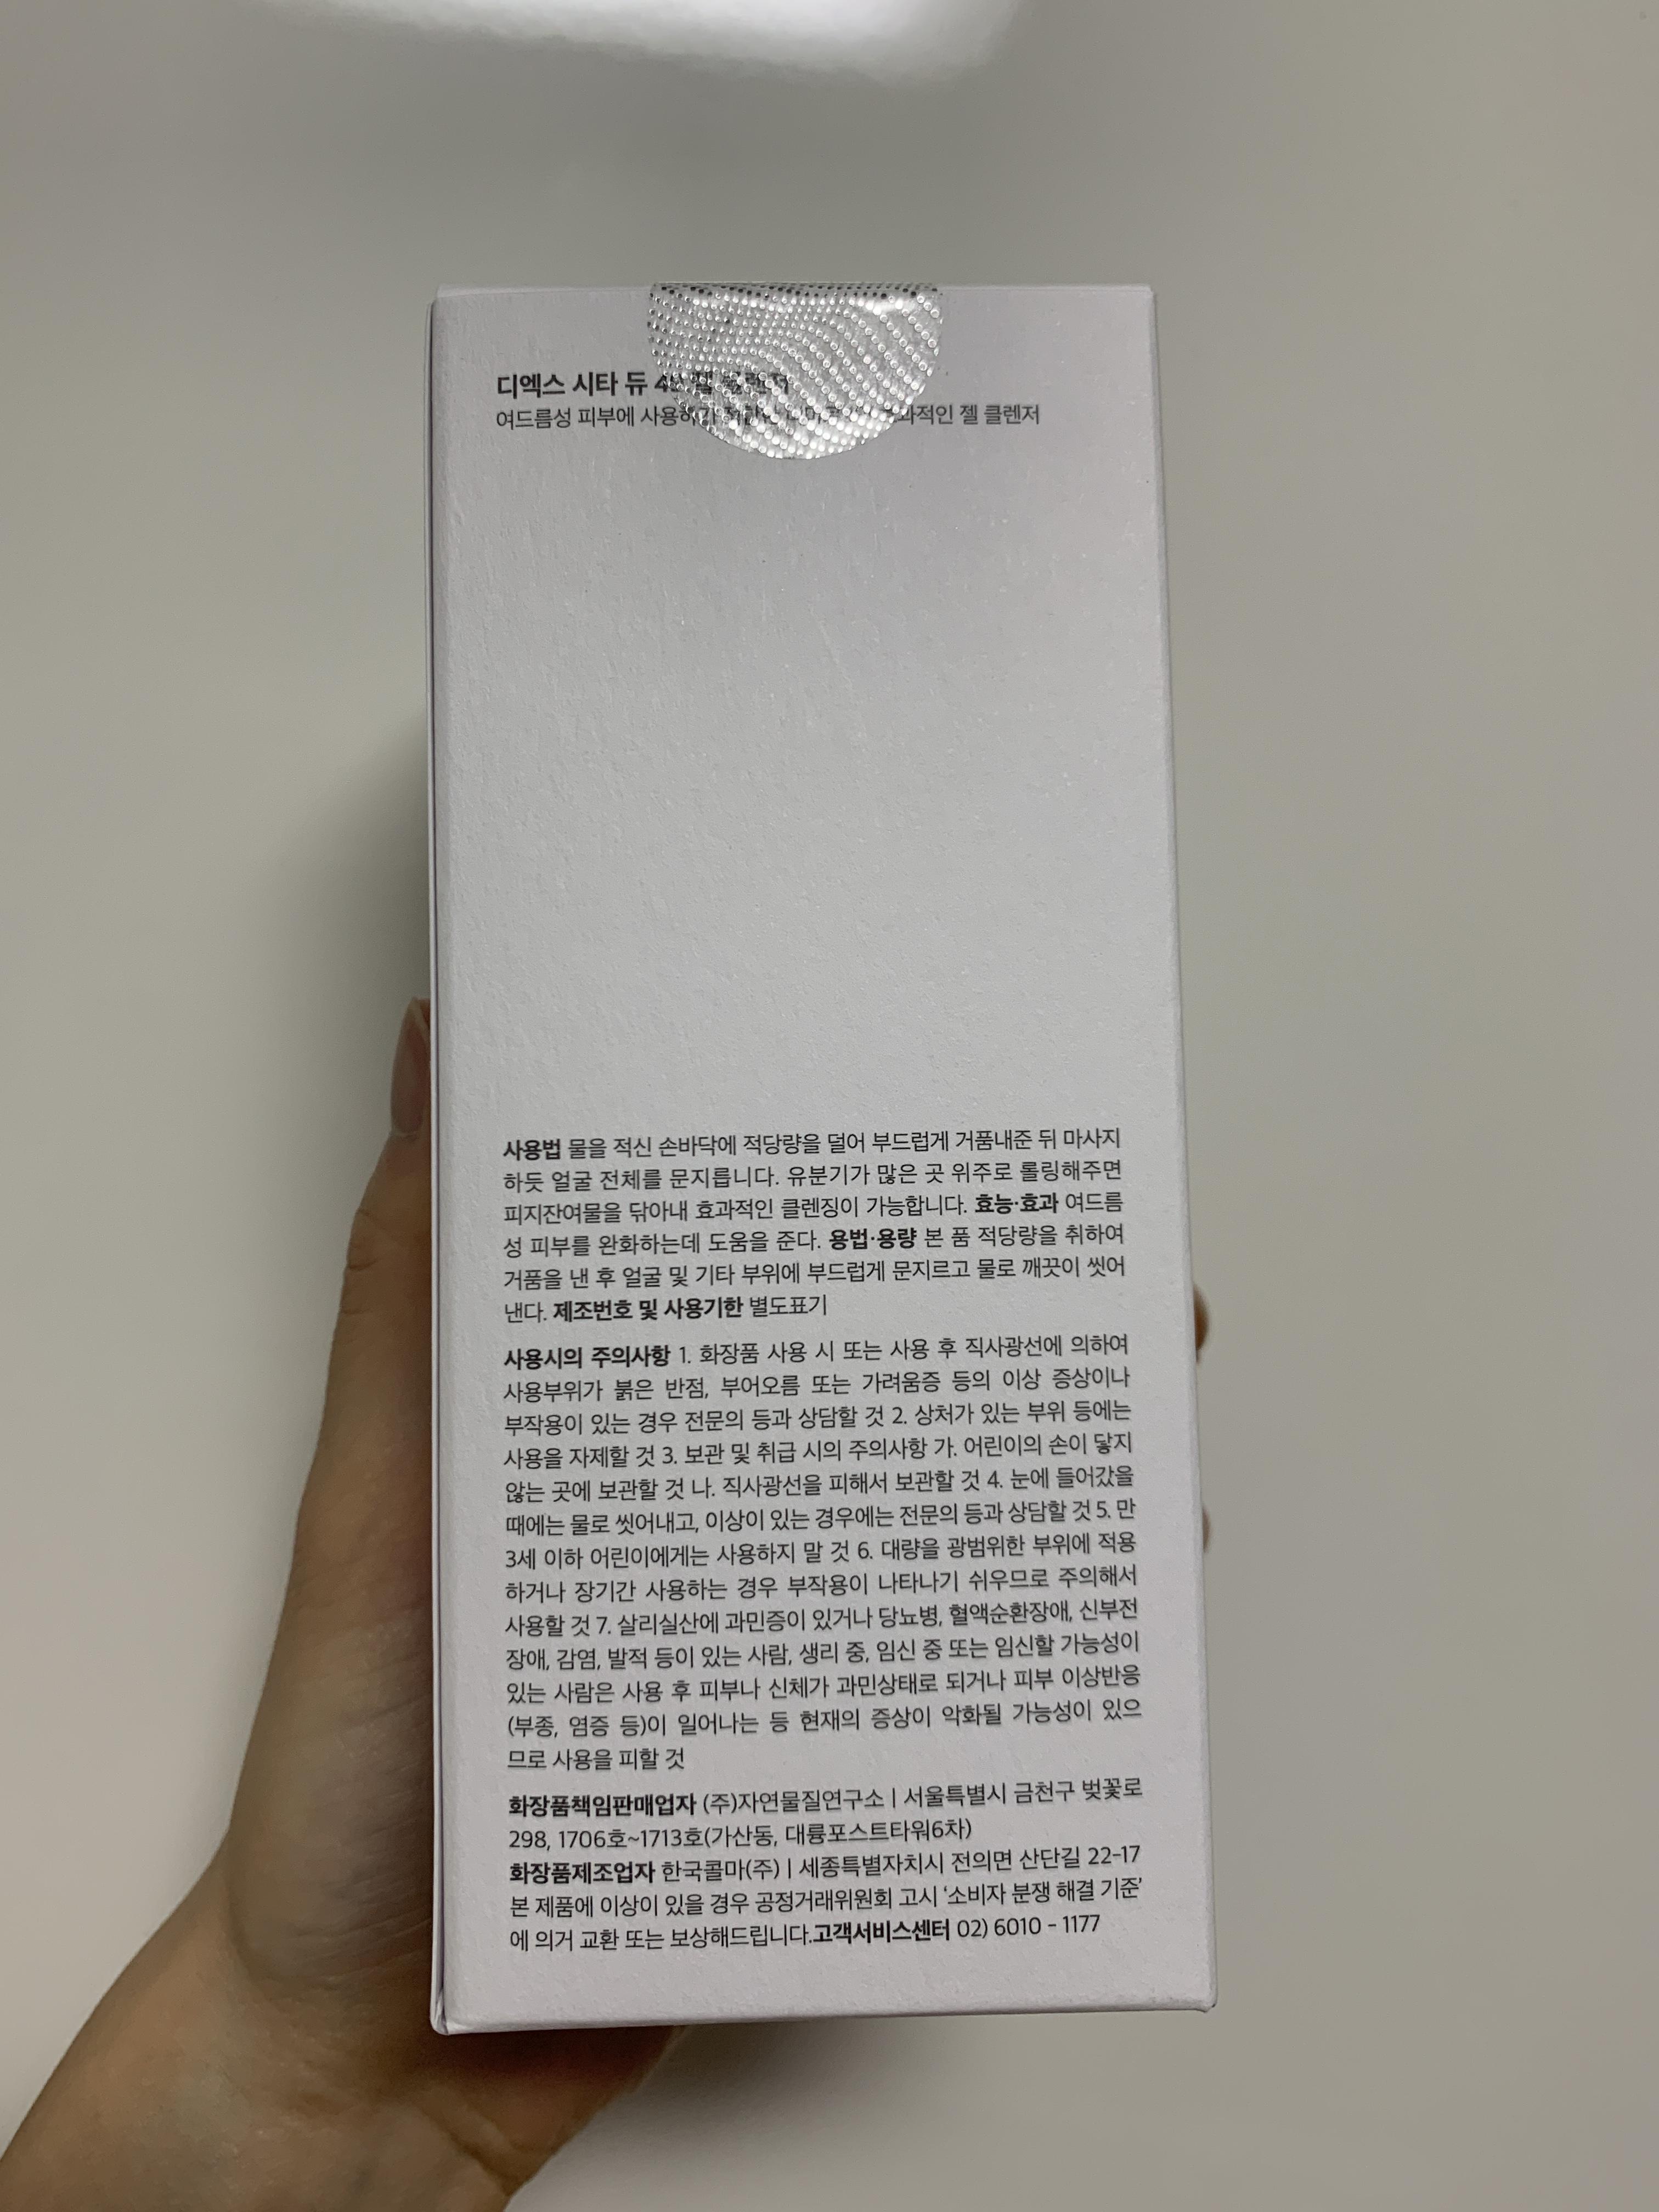 디엑스 시타 듀 젤 클렌저
여드름성 피부에 사용하기 젤 클렌저
사용법 물을 적신 손바닥에 적당량을 덜어 부드럽게 거품내준 뒤 마사지
하듯 얼굴 전체를 문지릅니다. 유분기가 많은 곳 위주로 롤링해주면
피지잔여물을 닦아내 효과적인 클렌징이 가능합니다. 효능·효과 여드름
성 피부를 완화하는데 도움을 준다. 용법·용량 본 품 적당량을 취하여
거품을 낸 후 얼굴 및 기타 부위에 부드럽게 문지르고 물로 깨끗이 씻어
낸다. 제조번호 및 사용기한 별도표기
사용시의 주의사항 1. 화장품 사용 시 또는 사용 후 직사광선에 의하여
사용부위가 붉은 반점, 부어오름 또는 가려움증 등의 이상 증상이나
부작용이 있는 경우 전문의 등과 상담할 것 2. 상처가 있는 부위 등에는
사용을 자제할 것 3. 보관 및 취급 시의 주의사항 가. 어린이의 손이 닿지
않는 곳에 보관할 것 나. 직사광선을 피해서 보관할 것 4. 눈에 들어갔을
때에는 물로 씻어내고, 이상이 있는 경우에는 전문의 등과 상담할 것 5. 만
3세 이하 어린이에게는 사용하지 말 것 6. 대량을 광범위한 부위에 적용
하거나 장기간 사용하는 경우 부작용이 나타나기 쉬우므로 주의해서
사용할 것 7. 살리실산에 과민증이 있거나 당뇨병, 혈액순환장애, 신부전
장애, 감염, 발적 등이 있는 사람, 생리 중, 임신 중 또는 임신할 가능성이
있는 사람은 사용 후 피부나 신체가 과민상태로 되거나 피부 이상반응
(부종, 염증 등)이 일어나는 등 현재의 증상이 악화될 가능성이 있으
므로 사용을 피할 것
화장품책임판매업자 (주)자연물질연구소 | 서울특별시 금천구 벚꽃로
298, 1706호~1713호(가산동, 대륭포스트타워6차)
화장품제조업자 한국콜마(주) | 세종특별자치시 전의면 산단길 22-17
본 제품에 이상이 있을 경우 공정거래위원회 고시 ‘소비자 분쟁 해결 기준’
에 의거 교환 또는 보상해드립니다.고객서비스센터 02) 6010 - 1177